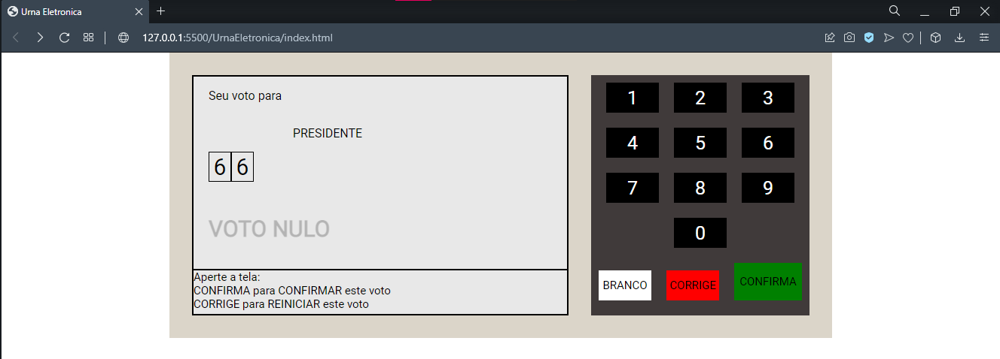 Urna Eletronica
127.0.0.1:5500/UrnaEletronica/index.html
Seu voto para
PRESIDENTE
66
VOTO NULO
Aperte a tela:
CONFIRMA para CONFIRMAR este voto
CORRIGE para REINICIAR este voto
1 2 3
4 5 6
7 8 9
0
BRANCO CORRIGE CONFIRMA